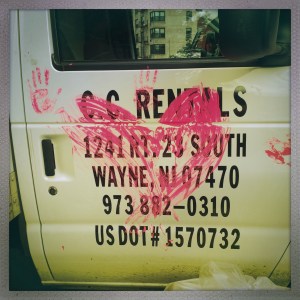 C.C. RENTALS
1241 RT. 23 SOUTH
WAYNE, NJ 07470
973 882-0310
US DOT# 1570732